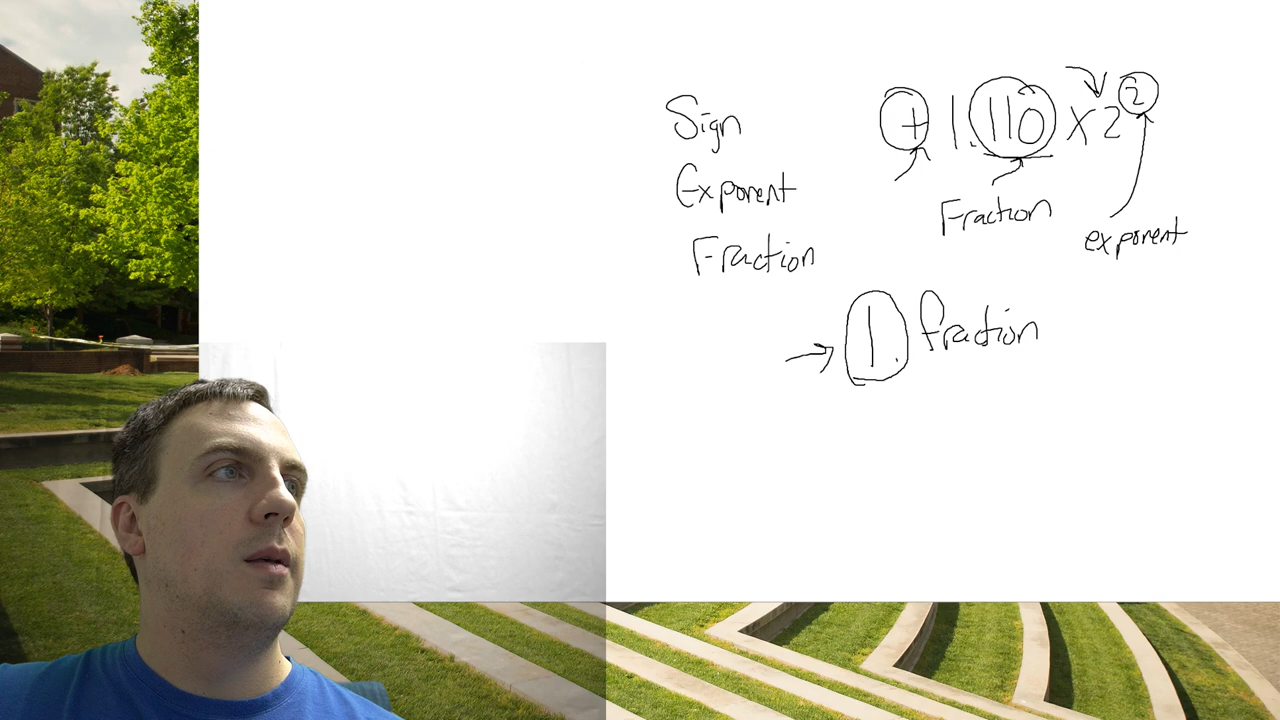 Sign
Exponent
Fraction
+ 1.110 x 2 2
Fraction
exponent
1. fraction